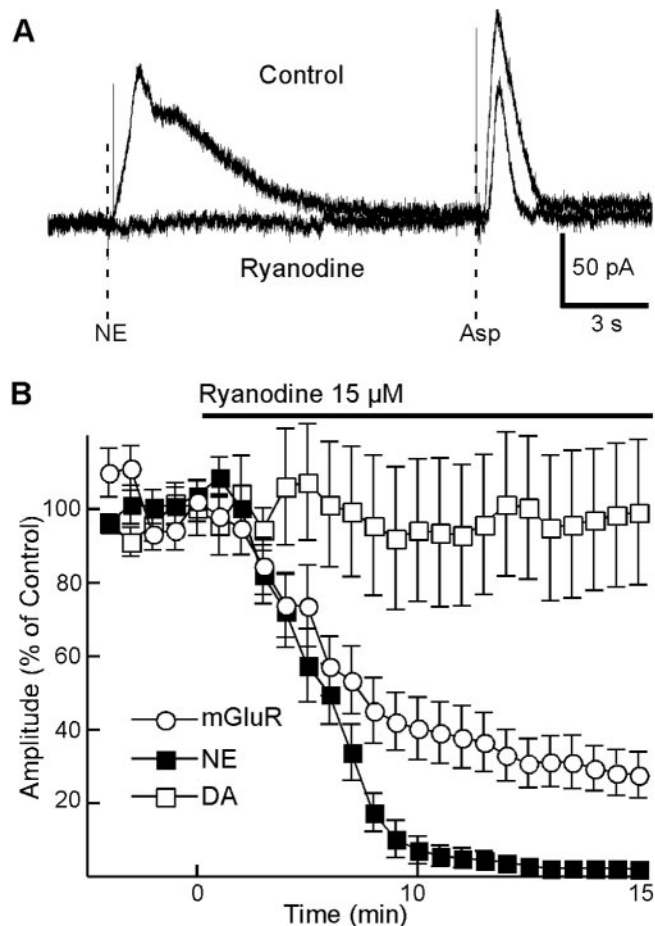 A
Control
Ryanodine
50 pA
3 s
NE
Asp
B
Ryanodine 15 µM
Amplitude (% of Control)
100
80
60
40
20
mGluR
NE
DA
0
10
15
Time (min)